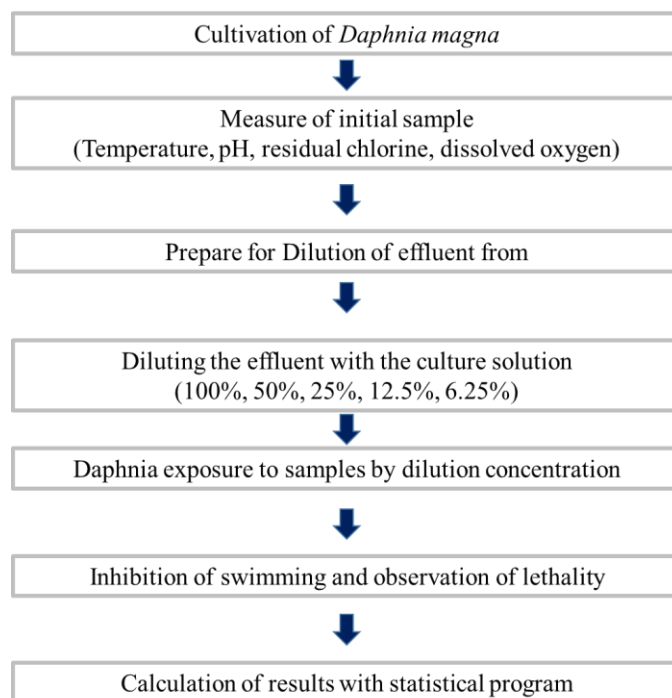 Cultivation of Daphnia magna
Measure of initial sample
(Temperature, pH, residual chlorine, dissolved oxygen)
Prepare for Dilution of effluent from
Diluting the effluent with the culture solution
(100%, 50%, 25%, 12.5%, 6.25%)
Daphnia exposure to samples by dilution concentration
Inhibition of swimming and observation of lethality
Calculation of results with statistical program